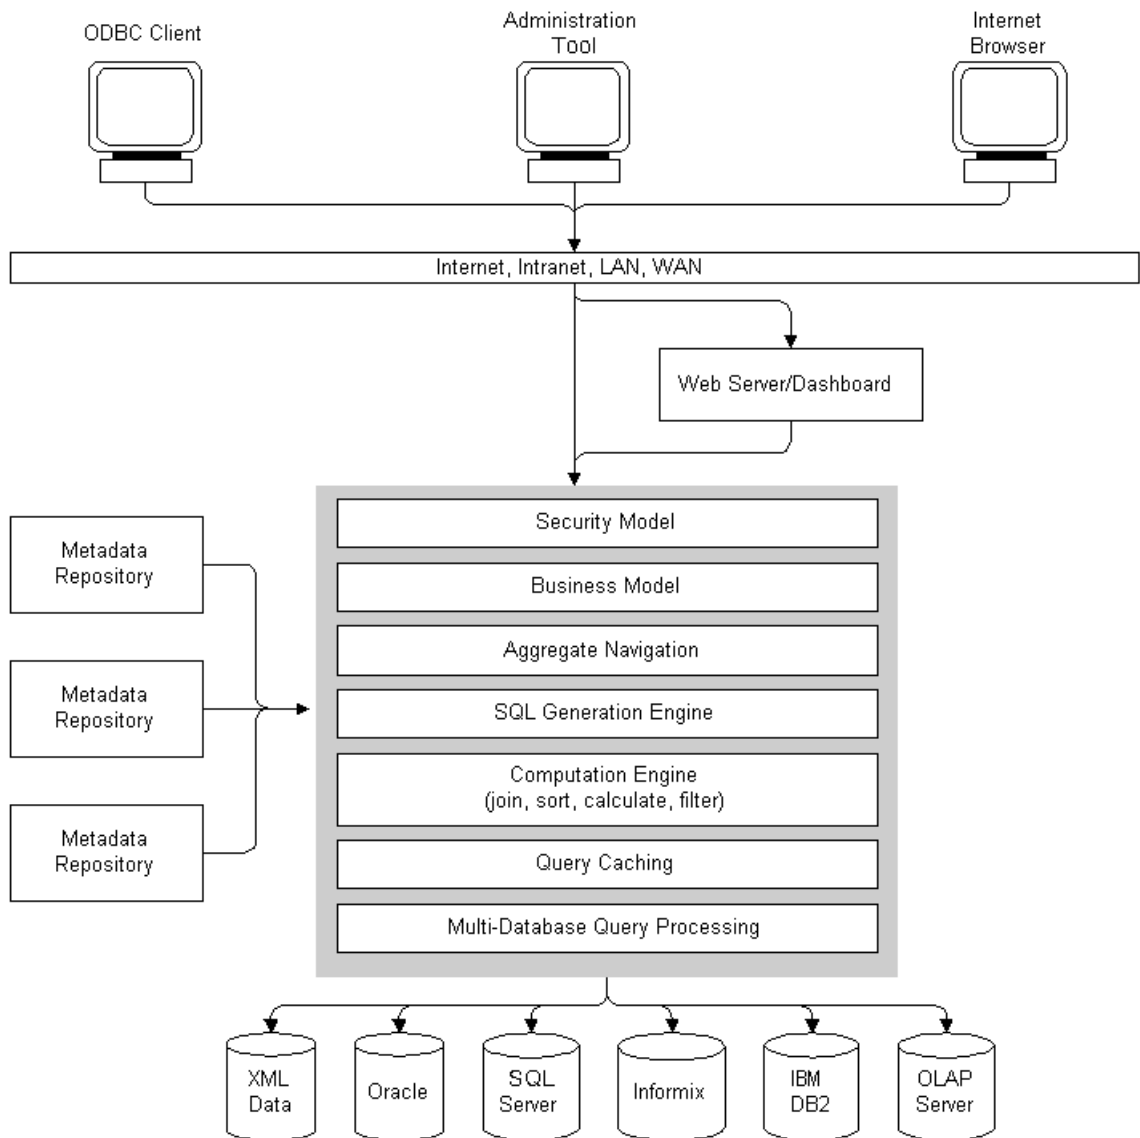 ODBC Client
Administration
Tool
Internet
Browser
Internet, Intranet, LAN, WAN
Web Server/Dashboard
Metadata
Repository
Metadata
Repository
Metadata
Repository
Security Model
Business Model
Aggregate Navigation
SQL Generation Engine
Computation Engine
(join, sort, calculate, filter)
Query Caching
Multi-Database Query Processing
XML
Data
Oracle
SQL
Server
Informix
IBM
DB2
OLAP
Server